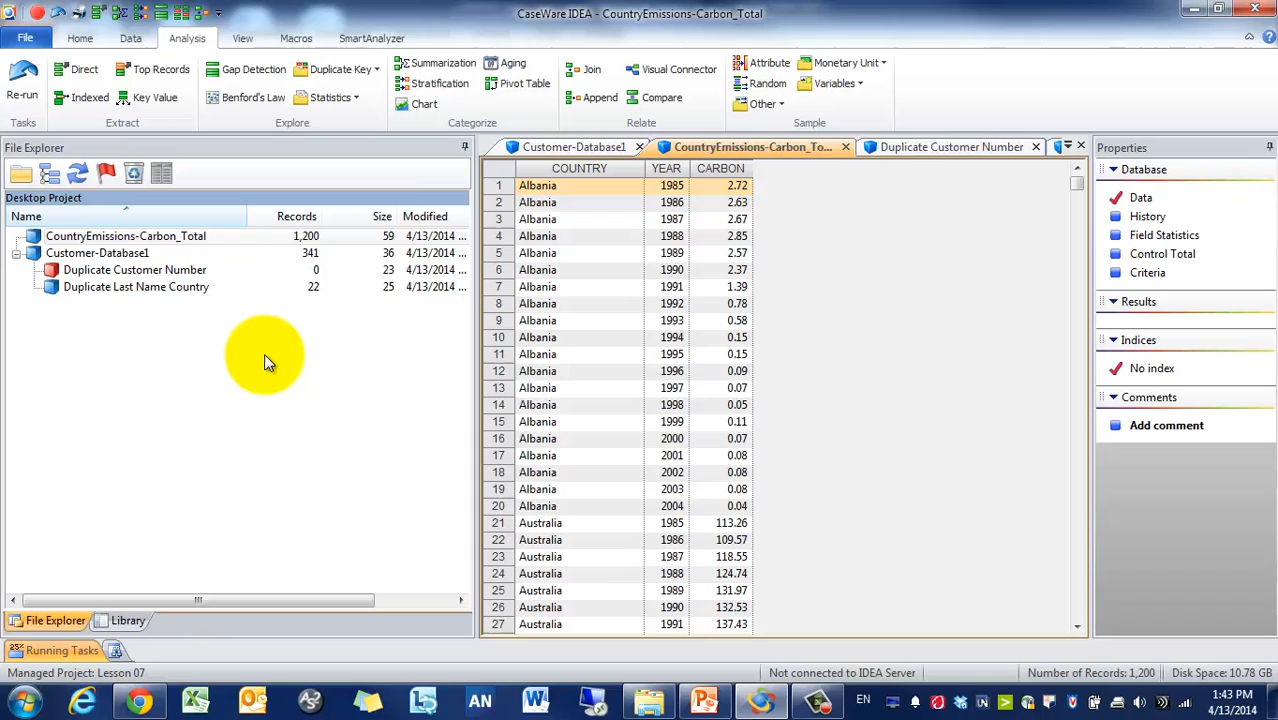 CaseWare IDEA - CountryEmissions-Carbon_Total
File Home Data Analysis View Macros SmartAnalyzer
Re-run
Tasks
Direct Top Records
Indexed Key Value
Extract
Gap Detection Duplicate Key
Benford's Law Statistics
Explore
Summarization Aging
Stratification Pivot Table
Chart
Categorize
Join Visual Connector
Append Compare
Relate
Attribute Monetary Unit
Random Variables
Other
Sample
File Explorer
Desktop Project
Name Records Size Modified
CountryEmissions-Carbon_Total 1,200 59 4/13/2014 ...
Customer-Database1 341 36 4/13/2014 ...
Duplicate Customer Number 0 23 4/13/2014 ...
Duplicate Last Name Country 22 25 4/13/2014 ...
File Explorer Library
Customer-Database1 CountryEmissions-Carbon_To... Duplicate Customer Number
COUNTRY YEAR CARBON
1 Albania 1985 2.72
2 Albania 1986 2.63
3 Albania 1987 2.67
4 Albania 1988 2.85
5 Albania 1989 2.57
6 Albania 1990 2.37
7 Albania 1991 1.39
8 Albania 1992 0.78
9 Albania 1993 0.58
10 Albania 1994 0.15
11 Albania 1995 0.15
12 Albania 1996 0.09
13 Albania 1997 0.07
14 Albania 1998 0.05
15 Albania 1999 0.11
16 Albania 2000 0.07
17 Albania 2001 0.08
18 Albania 2002 0.08
19 Albania 2003 0.08
20 Albania 2004 0.04
21 Australia 1985 113.26
22 Australia 1986 109.57
23 Australia 1987 118.55
24 Australia 1988 124.74
25 Australia 1989 131.97
26 Australia 1990 132.53
27 Australia 1991 137.43
Properties
Database
Data
History
Field Statistics
Control Total
Criteria
Results
Indices
No index
Comments
Add comment
Running Tasks
Managed Project: Lesson 07 Not connected to IDEA Server Number of Records: 1,200 Disk Space: 10.78 GB
AN EN 1:43 PM
4/13/2014